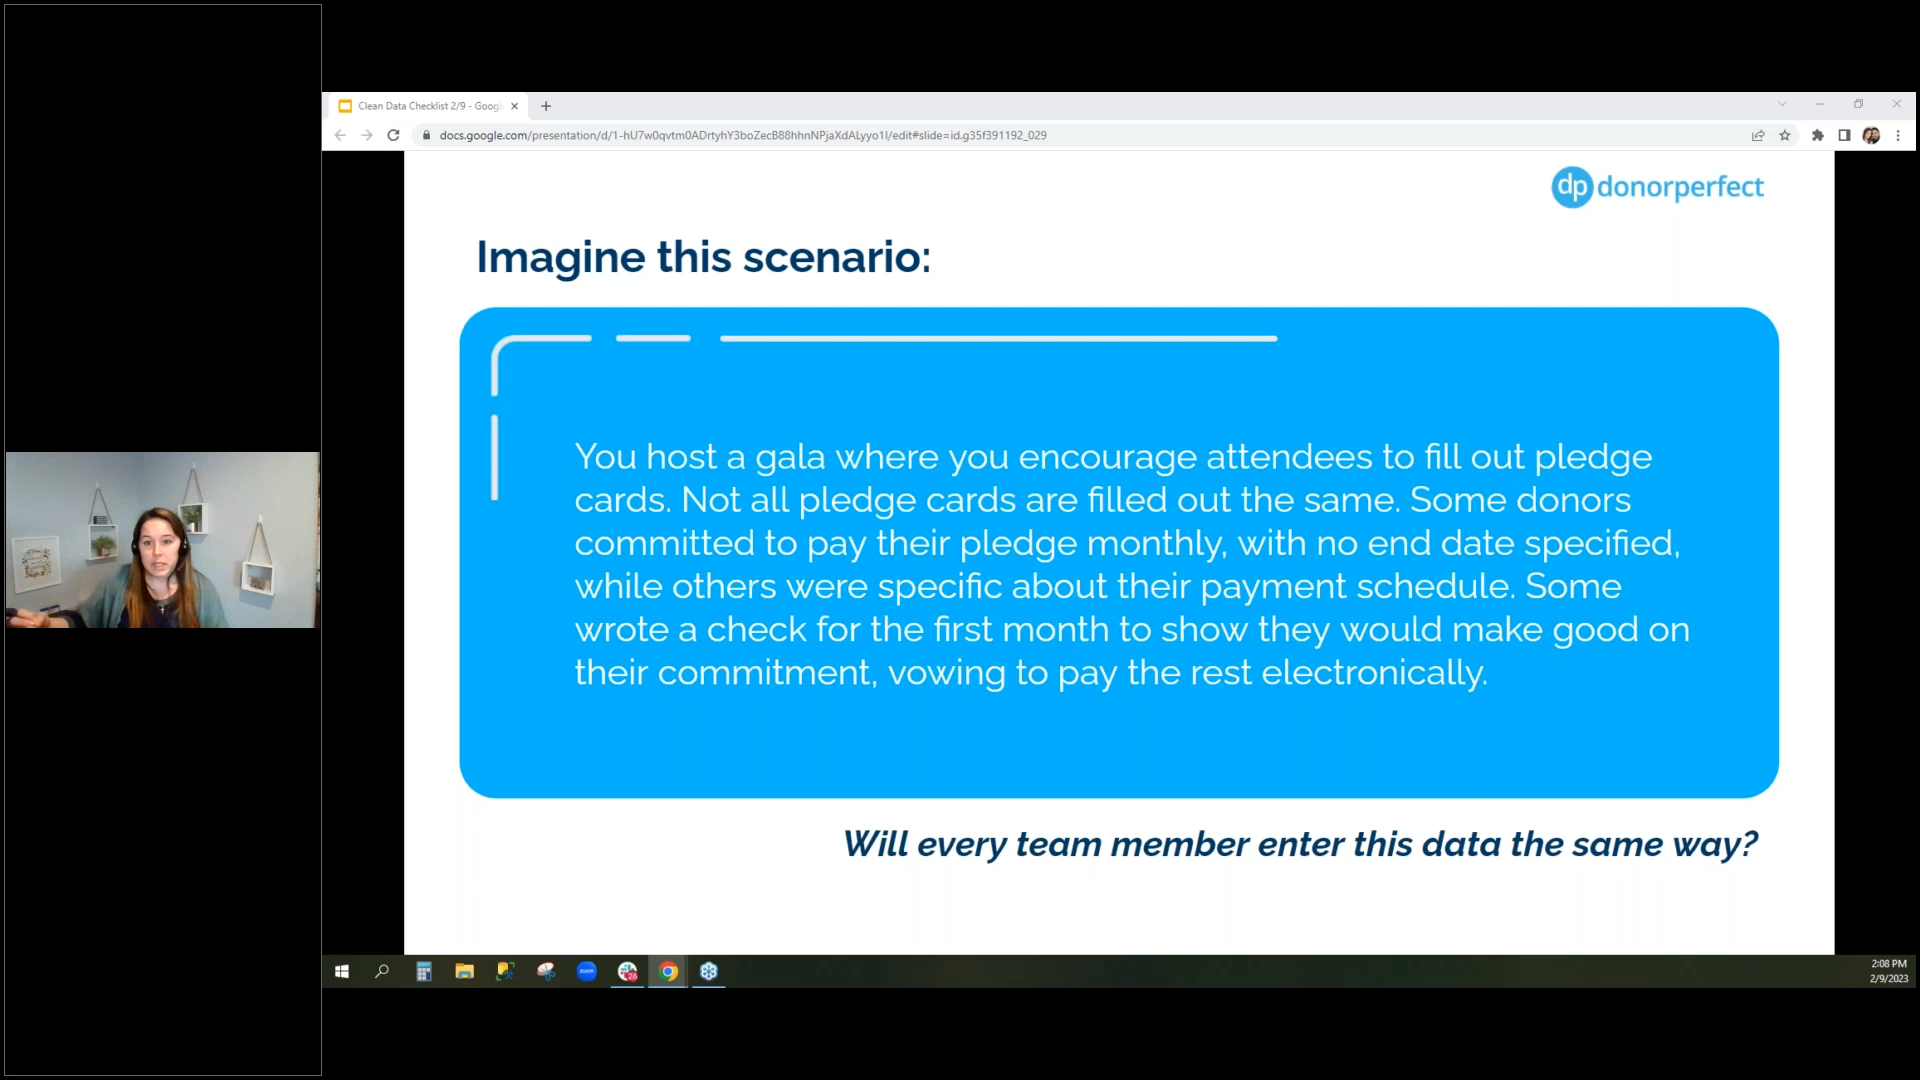 Clean Data Checklist 2/9 - Goog
docs.google.com/presentation/d/1-hU7w0qvtm0ADrtyhY3boZecB88hhnNPjaXdALyyo1I/edit#slide=id.g35f391192_029
dp donorperfect
Imagine this scenario:
You host a gala where you encourage attendees to fill out pledge
cards. Not all pledge cards are filled out the same. Some donors
committed to pay their pledge monthly, with no end date specified,
while others were specific about their payment schedule. Some
wrote a check for the first month to show they would make good on
their commitment, vowing to pay the rest electronically.
Will every team member enter this data the same way?
zoom
26
2:08 PM
2/9/2023